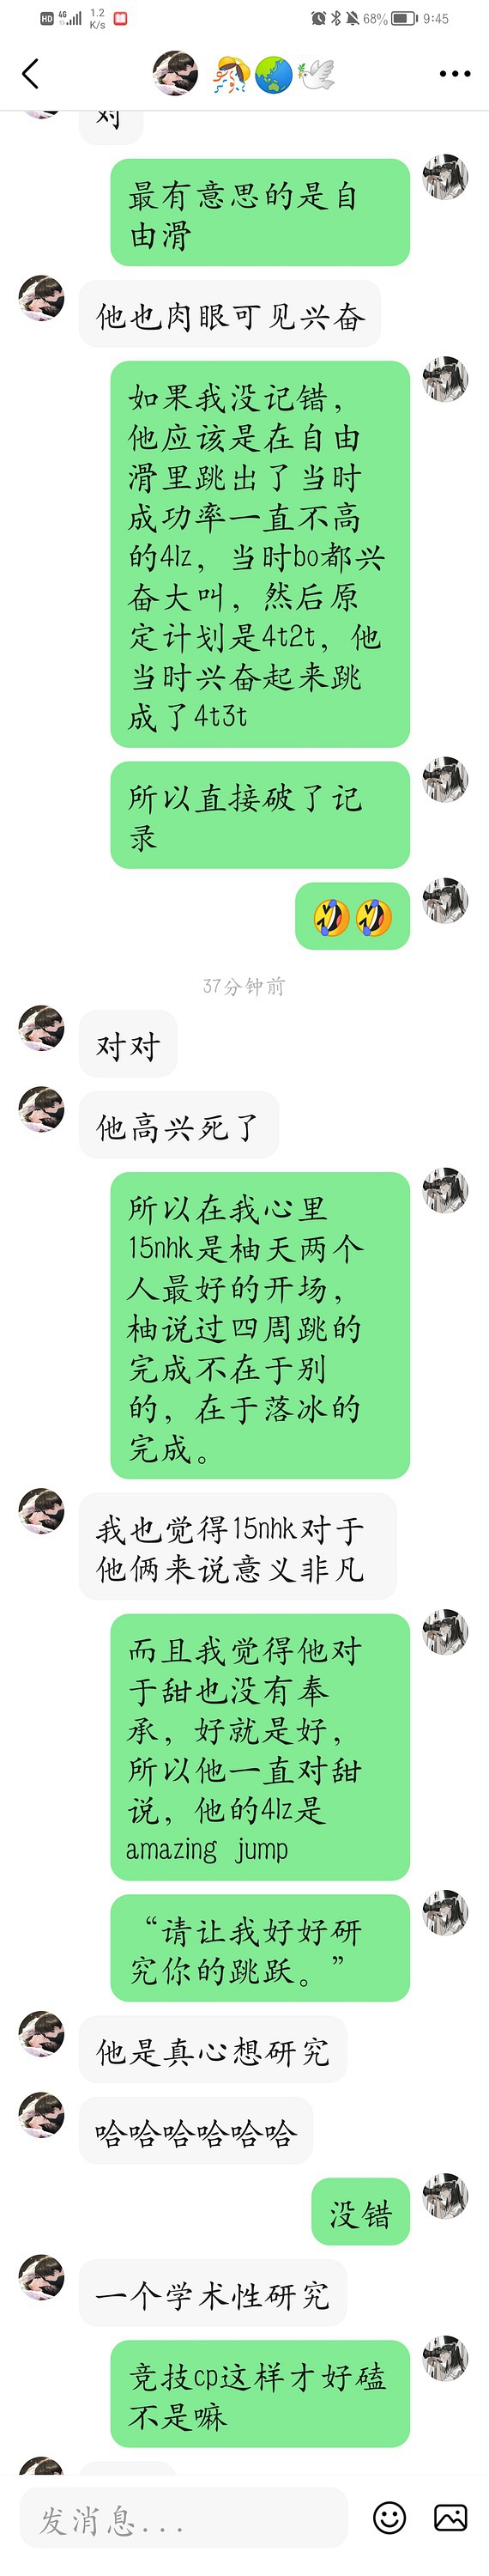 HD 4G 1.2 K/s 68% 9:45
对
最有意思的是自
由滑
他也肉眼可见兴奋
如果我没记错，
他应该是在自由
滑里跳出了当时
成功率一直不高
的4lz，当时bo都兴
奋大叫，然后原
定计划是4t2t，他
当时兴奋起来跳
成了4t3t
所以直接破了记
录
37分钟前
对对
他高兴死了
所以在我心里
15nhk是柚天两个
人最好的开场，
柚说过四周跳的
完成不在于别
的，在于落冰的
完成。
我也觉得15nhk对于
他俩来说意义非凡
而且我觉得他对
于甜也没有奉
承，好就是好，
所以他一直对甜
说，他的4lz是
amazing jump
“请让我好好研
究你的跳跃。”
他是真心想研究
哈哈哈哈哈哈
没错
一个学术性研究
竞技cp这样才好磕
不是嘛
发消息...